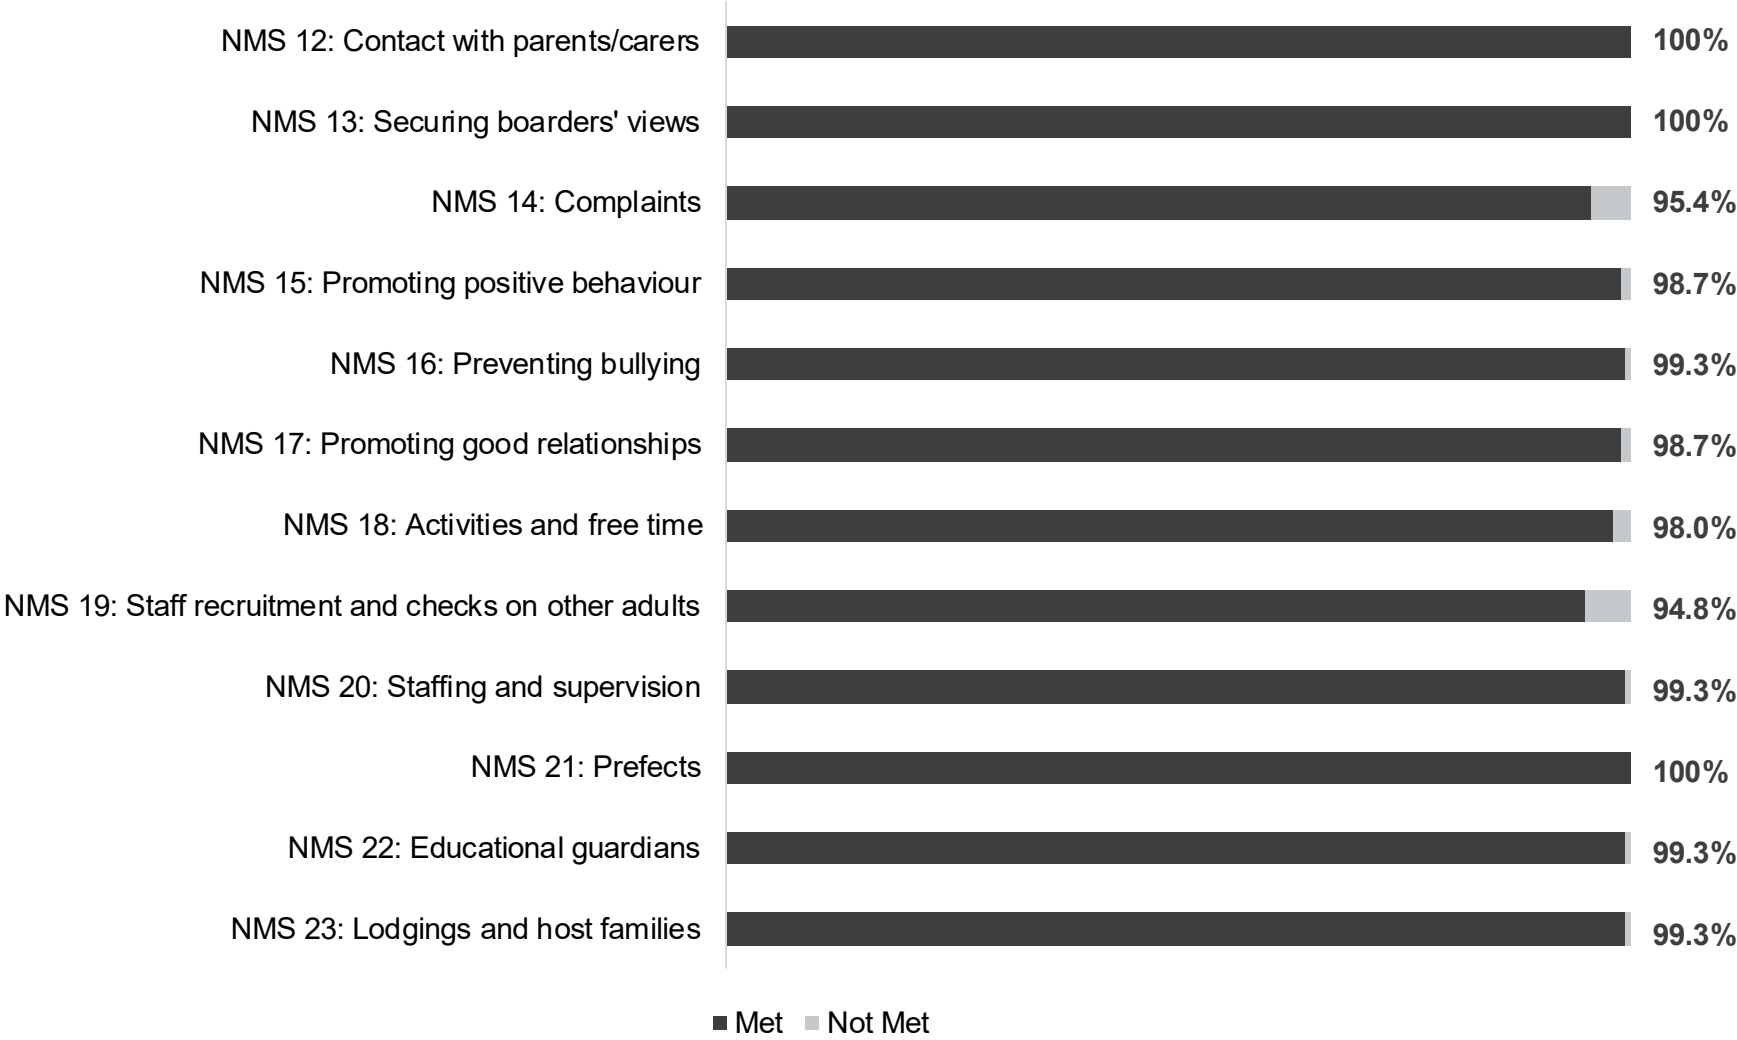 NMS 12: Contact with parents/carers 100%
NMS 13: Securing boarders' views 100%
NMS 14: Complaints 95.4%
NMS 15: Promoting positive behaviour 98.7%
NMS 16: Preventing bullying 99.3%
NMS 17: Promoting good relationships 98.7%
NMS 18: Activities and free time 98.0%
NMS 19: Staff recruitment and checks on other adults 94.8%
NMS 20: Staffing and supervision 99.3%
NMS 21: Prefects 100%
NMS 22: Educational guardians 99.3%
NMS 23: Lodgings and host families 99.3%
Met Not Met